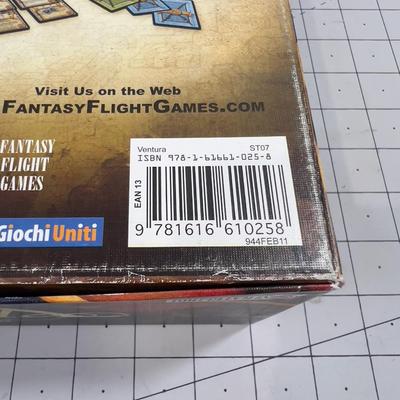 Visit Us on the Web
FANTASYFLIGHTGAMES.COM
FANTASY
FLIGHT
GAMES
Giochi Uniti
Ventura ST07
ISBN 978-1-61661-025-8
EAN 13
9 781616 610258
944FEB11